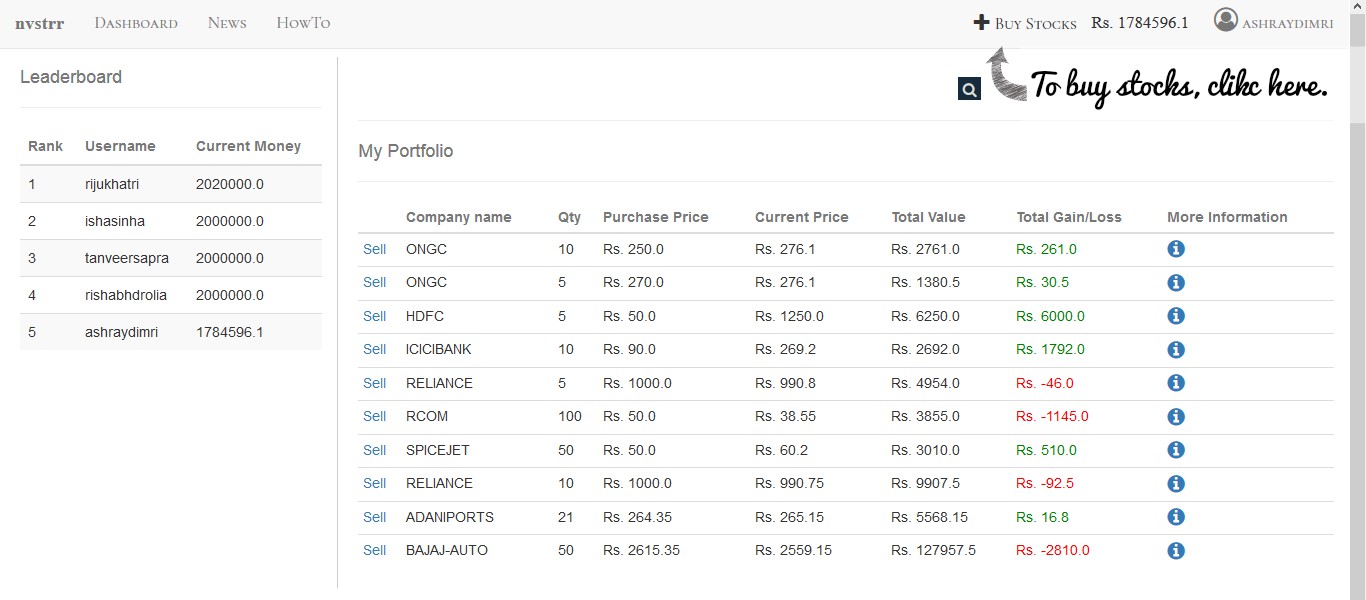 nvstrr Dashboard News HowTo Buy Stocks Rs. 1784596.1 ashraydimri
To buy stocks, clikc here.
Leaderboard
Rank Username Current Money
1 rijukhatri 2020000.0
2 ishasinha 2000000.0
3 tanveersapra 2000000.0
4 rishabhdrolia 2000000.0
5 ashraydimri 1784596.1
My Portfolio
Company name Qty Purchase Price Current Price Total Value Total Gain/Loss More Information
Sell ONGC 10 Rs. 250.0 Rs. 276.1 Rs. 2761.0 Rs. 261.0
Sell ONGC 5 Rs. 270.0 Rs. 276.1 Rs. 1380.5 Rs. 30.5
Sell HDFC 5 Rs. 50.0 Rs. 1250.0 Rs. 6250.0 Rs. 6000.0
Sell ICICIBANK 10 Rs. 90.0 Rs. 269.2 Rs. 2692.0 Rs. 1792.0
Sell RELIANCE 5 Rs. 1000.0 Rs. 990.8 Rs. 4954.0 Rs. -46.0
Sell RCOM 100 Rs. 50.0 Rs. 38.55 Rs. 3855.0 Rs. -1145.0
Sell SPICEJET 50 Rs. 50.0 Rs. 60.2 Rs. 3010.0 Rs. 510.0
Sell RELIANCE 10 Rs. 1000.0 Rs. 990.75 Rs. 9907.5 Rs. -92.5
Sell ADANIPORTS 21 Rs. 264.35 Rs. 265.15 Rs. 5568.15 Rs. 16.8
Sell BAJAJ-AUTO 50 Rs. 2615.35 Rs. 2559.15 Rs. 127957.5 Rs. -2810.0